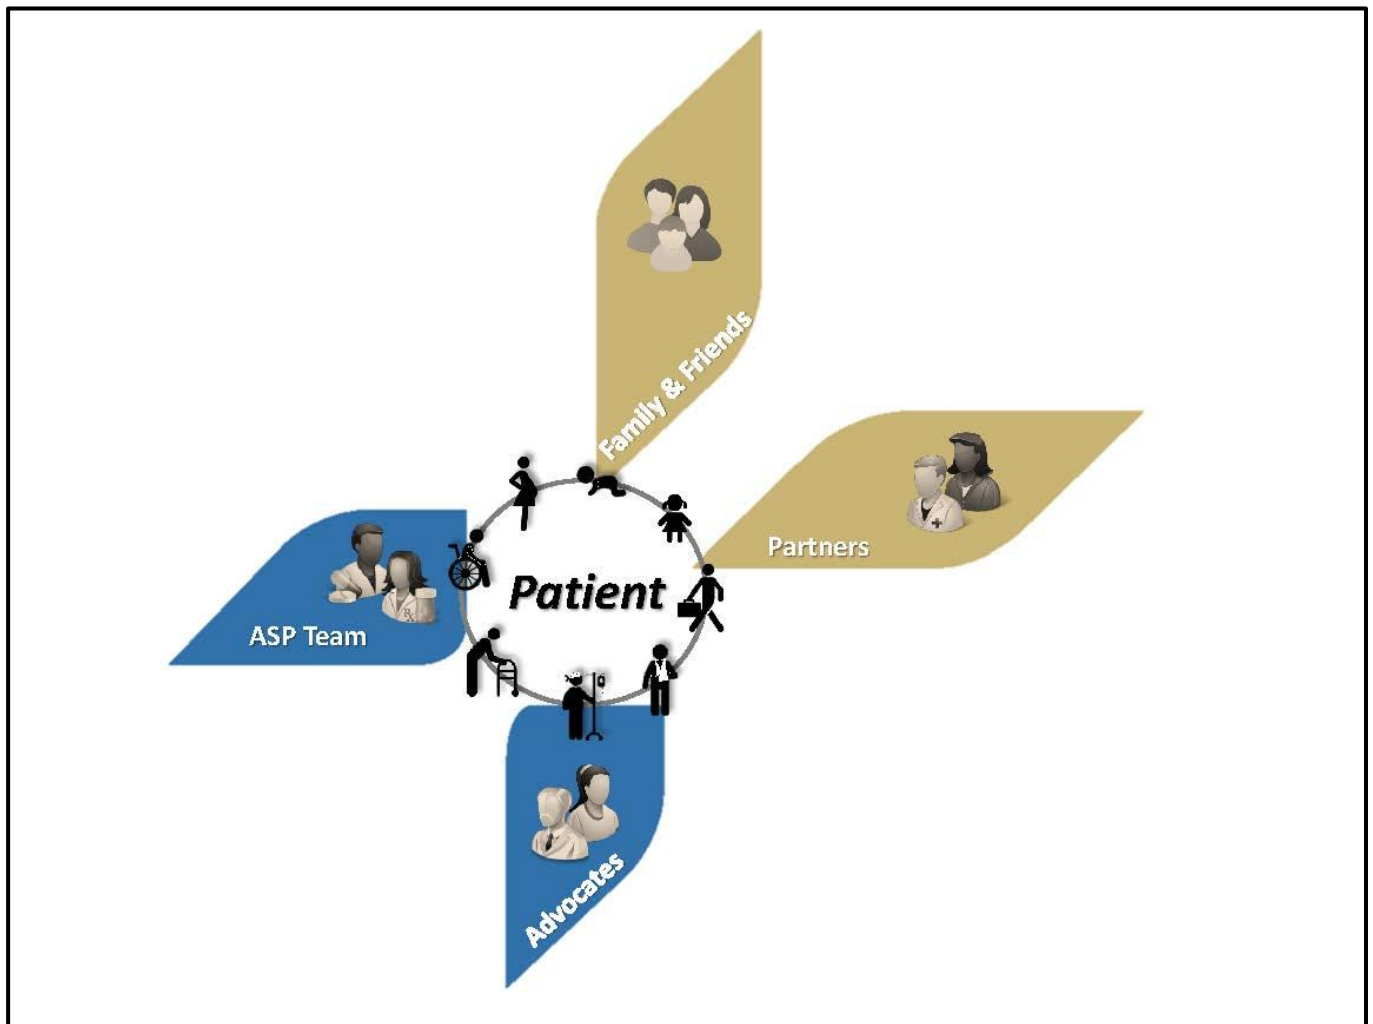 Family & Friends
Partners
Patient
ASP Team
Advocates